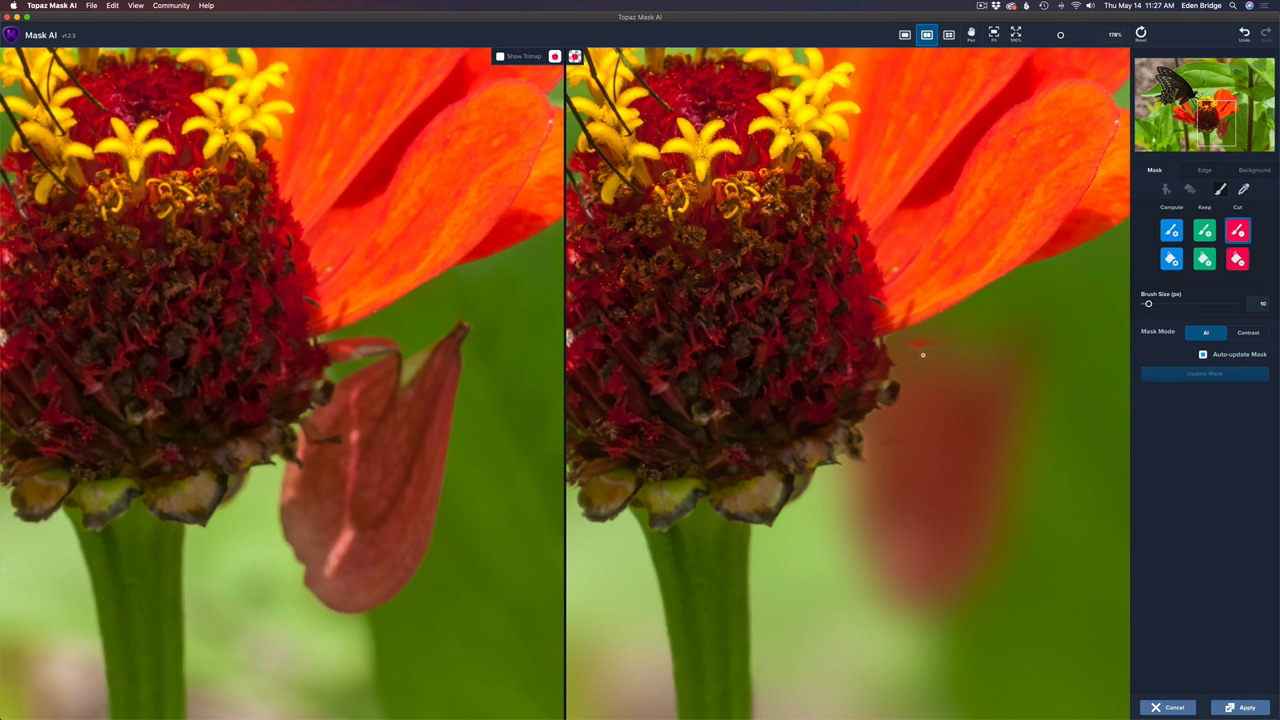 Topaz Mask AI File Edit View Community Help Thu May 14 11:27 AM Eden Bridge
Topaz Mask AI
M Mask AI v1.2.3 178% Reset Undo Redo
Pan Fit 100%
Show Trimap
Mask Edge Background
Compute Keep Cut
Brush Size (px)
10
Mask Mode AI Contrast
Auto-update Mask
Update Mask
Cancel Apply